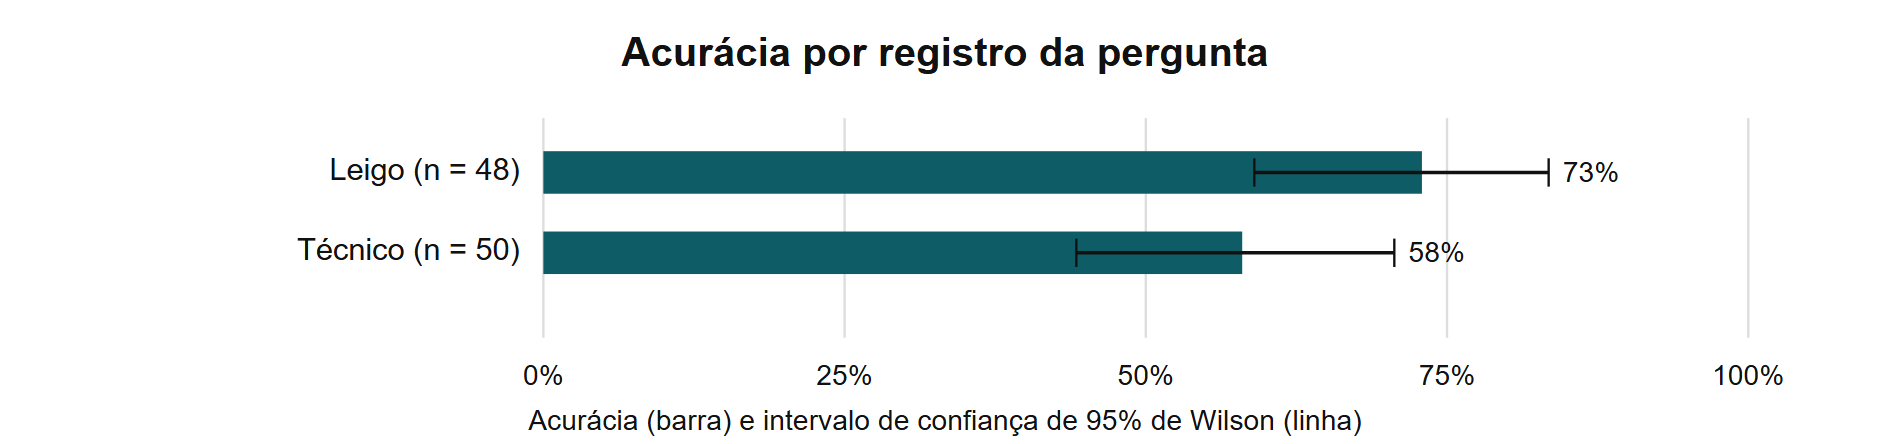 Acurácia por registro da pergunta
Leigo (n = 48)
73%
Técnico (n = 50)
58%
0%
25%
50%
75%
100%
Acurácia (barra) e intervalo de confiança de 95% de Wilson (linha)